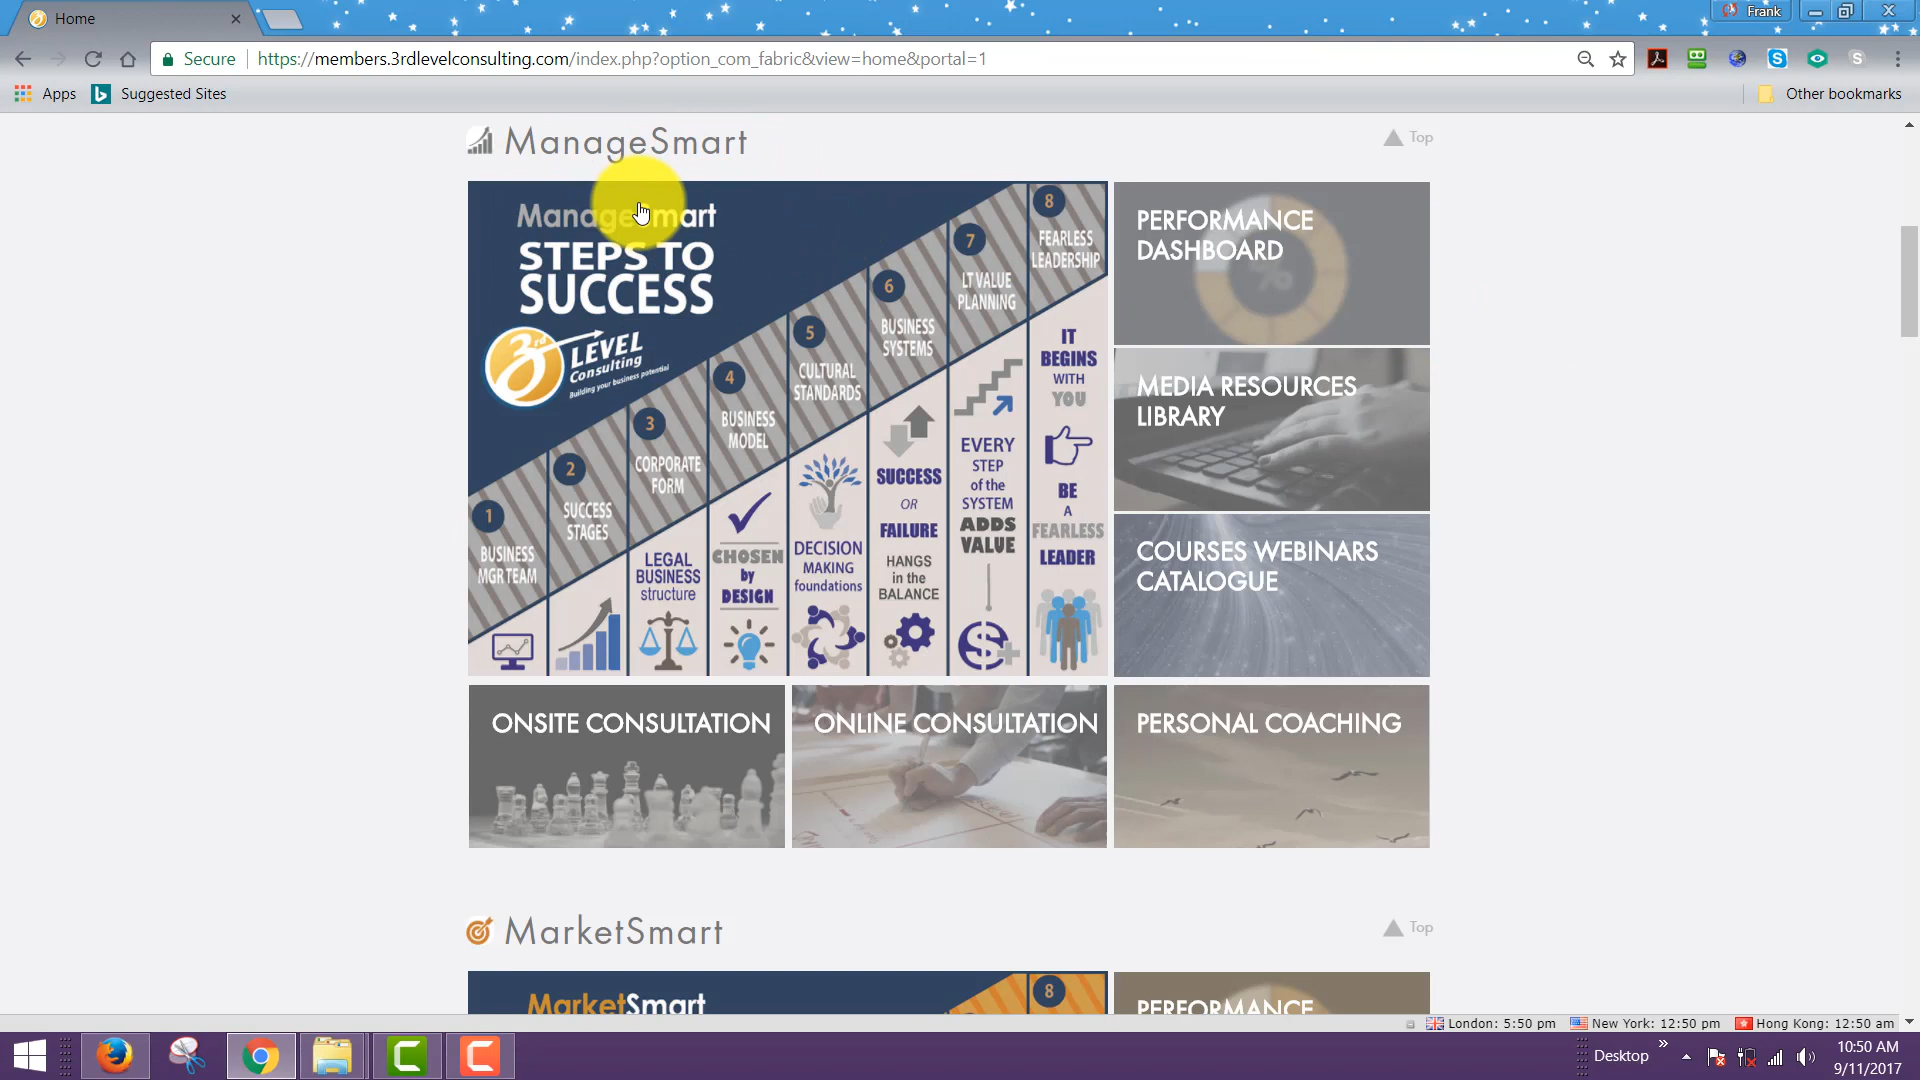 Home
Frank
Secure
https://members.3rdlevelconsulting.com/index.php?option_com_fabric&view=home&portal=1
Apps
Suggested Sites
Other bookmarks
ManageSmart
Top
ManageSmart
STEPS TO
SUCCESS
3rd LEVEL
Consulting
Building your business potential
1
BUSINESS
MGR TEAM
2
SUCCESS
STAGES
3
CORPORATE
FORM
LEGAL
BUSINESS
structure
4
BUSINESS
MODEL
CHOSEN
by
DESIGN
5
CULTURAL
STANDARDS
DECISION
MAKING
foundations
6
BUSINESS
SYSTEMS
SUCCESS
OR
FAILURE
HANGS
in the
BALANCE
7
LT VALUE
PLANNING
EVERY
STEP
of the
SYSTEM
ADDS
VALUE
8
FEARLESS
LEADERSHIP
IT
BEGINS
WITH
YOU
BE
A
FEARLESS
LEADER
PERFORMANCE
DASHBOARD
%
MEDIA RESOURCES
LIBRARY
COURSES WEBINARS
CATALOGUE
ONSITE CONSULTATION
ONLINE CONSULTATION
PERSONAL COACHING
MarketSmart
Top
MarketSmart
8
PERFORMANCE
London: 5:50 pm
New York: 12:50 pm
Hong Kong: 12:50 am
Desktop
10:50 AM
9/11/2017